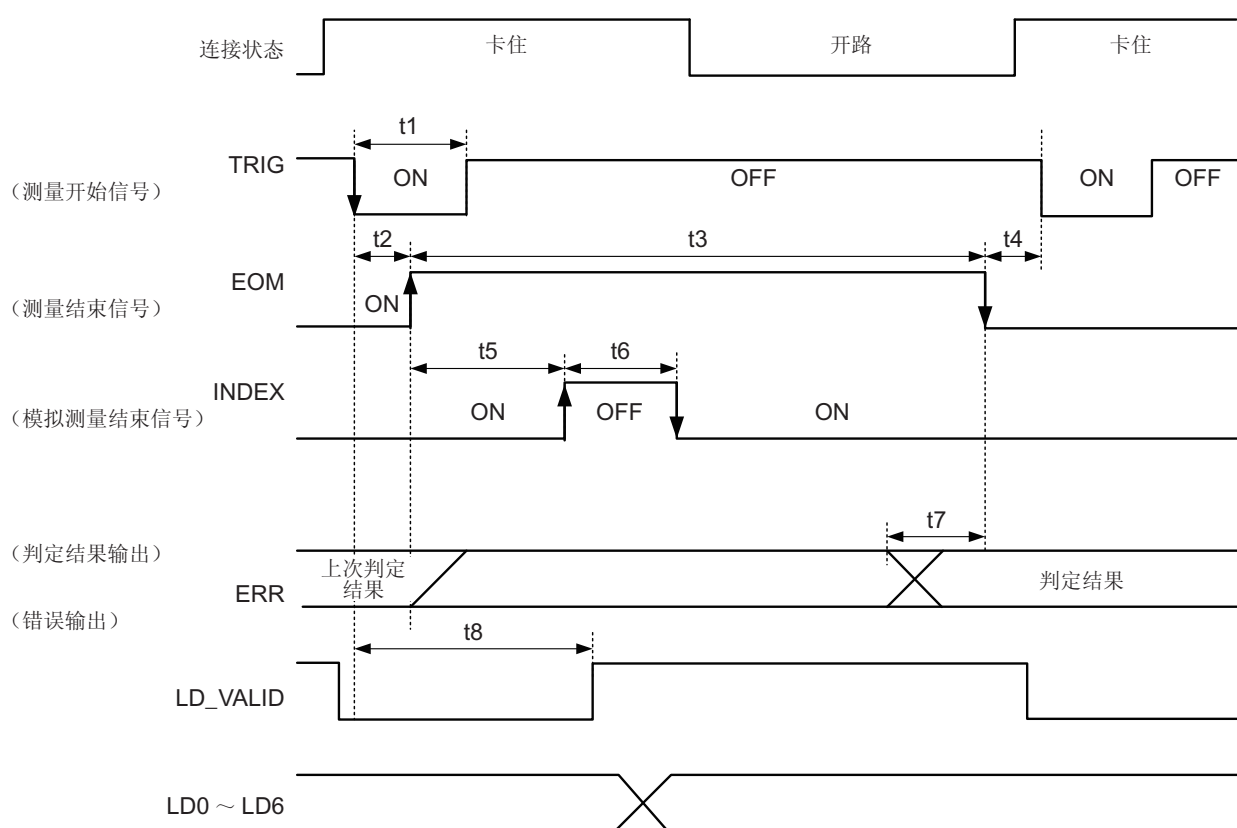 连接状态
卡住
开路
卡住
t1
TRIG
ON
OFF
ON
OFF
（测量开始信号）
t2
t3
t4
EOM
ON
（测量结束信号）
t5
t6
INDEX
ON
OFF
ON
（模拟测量结束信号）
t7
（判定结果输出）
上次判定
结果
ERR
判定结果
（错误输出）
t8
LD_VALID
LD0 ～ LD6